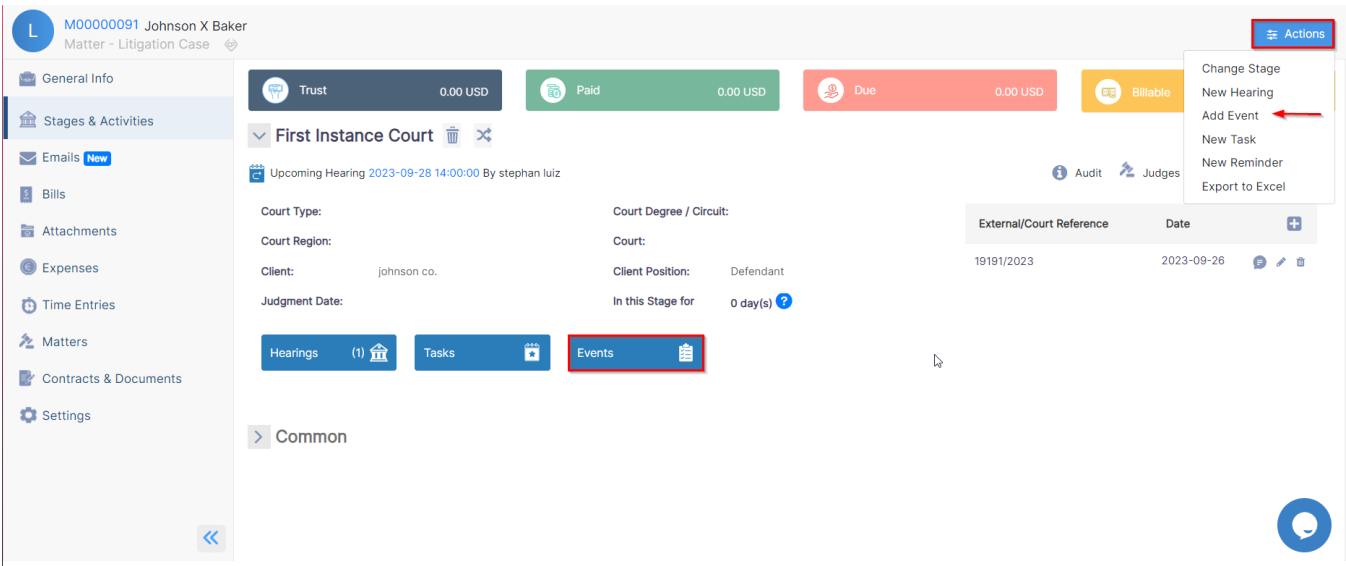 L
M00000091 Johnson X Baker
Matter - Litigation Case
Actions
Change Stage
New Hearing
Add Event
New Task
New Reminder
Export to Excel
General Info
Stages & Activities
Emails New
Bills
Attachments
Expenses
Time Entries
Matters
Contracts & Documents
Settings
Trust 0.00 USD
Paid 0.00 USD
Due 0.00 USD
Billable
First Instance Court
Upcoming Hearing 2023-09-28 14:00:00 By stephan luiz
Audit Judges
Court Type: Court Degree / Circuit:
Court Region: Court:
Client: johnson co. Client Position: Defendant
Judgment Date: In this Stage for 0 day(s) ?
External/Court Reference Date
19191/2023 2023-09-26
Hearings (1) Tasks Events
Common